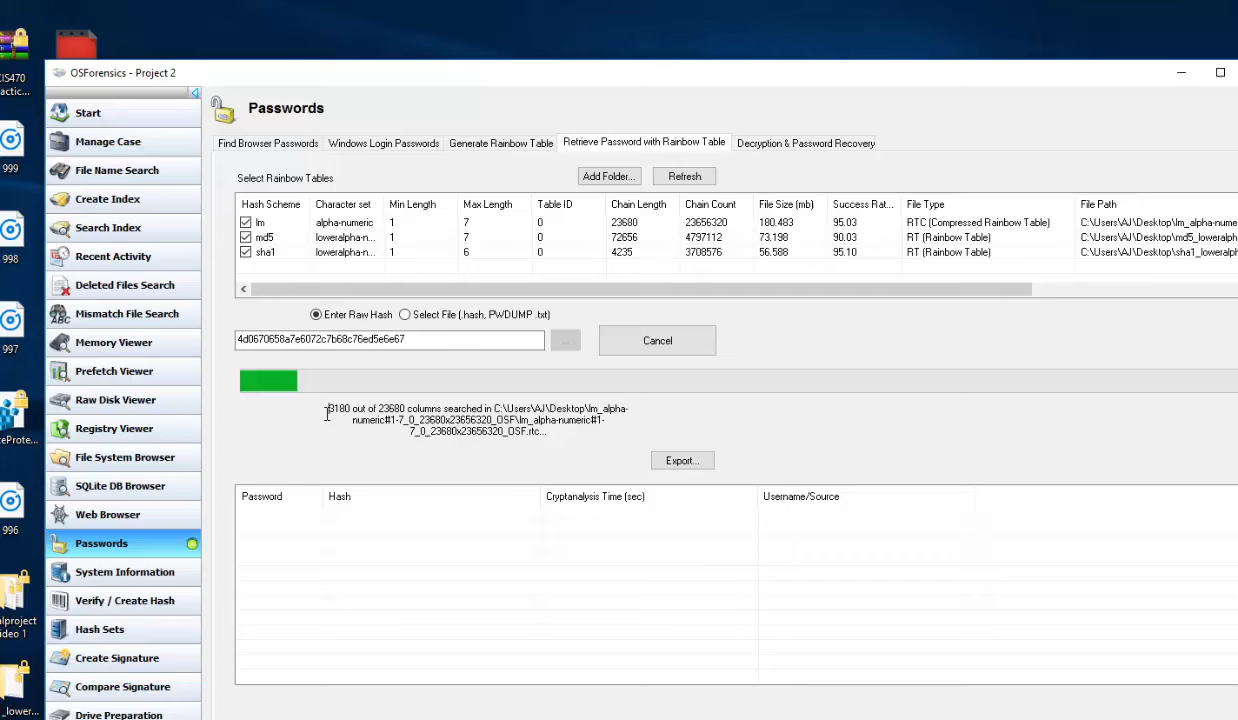 OSForensics - Project 2
CIS470
actic...
999
998
997
ateProte...
996
alproject
ideo 1
_lower...
Start
Manage Case
File Name Search
Create Index
Search Index
Recent Activity
Deleted Files Search
Mismatch File Search
Memory Viewer
Prefetch Viewer
Raw Disk Viewer
Registry Viewer
File System Browser
SQLite DB Browser
Web Browser
Passwords
System Information
Verify / Create Hash
Hash Sets
Create Signature
Compare Signature
Drive Preparation
Passwords
Find Browser Passwords Windows Login Passwords Generate Rainbow Table Retrieve Password with Rainbow Table Decryption & Password Recovery
Select Rainbow Tables Add Folder... Refresh
Hash Scheme Character set Min Length Max Length Table ID Chain Length Chain Count File Size (mb) Success Rat... File Type File Path
lm alpha-numeric 1 7 0 23680 23656320 180.483 95.03 RTC (Compressed Rainbow Table) C:\Users\AJ\Desktop\lm_alpha-nume
md5 loweralpha-n... 1 7 0 72656 4797112 73.198 90.03 RT (Rainbow Table) C:\Users\AJ\Desktop\md5_loweralph
sha1 loweralpha-n... 1 6 0 4235 3708576 56.588 95.10 RT (Rainbow Table) C:\Users\AJ\Desktop\sha1_loweralpha
Enter Raw Hash Select File (.hash, PWDUMP .txt)
4d0670658a7e6072c7b68c76ed5e6e67 ... Cancel
3180 out of 23680 columns searched in C:\Users\AJ\Desktop\lm_alpha-
numeric#1-7_0_23680x23656320_OSF\lm_alpha-numeric#1-
7_0_23680x23656320_OSF.rtc...
Export...
Password Hash Cryptanalysis Time (sec) Username/Source